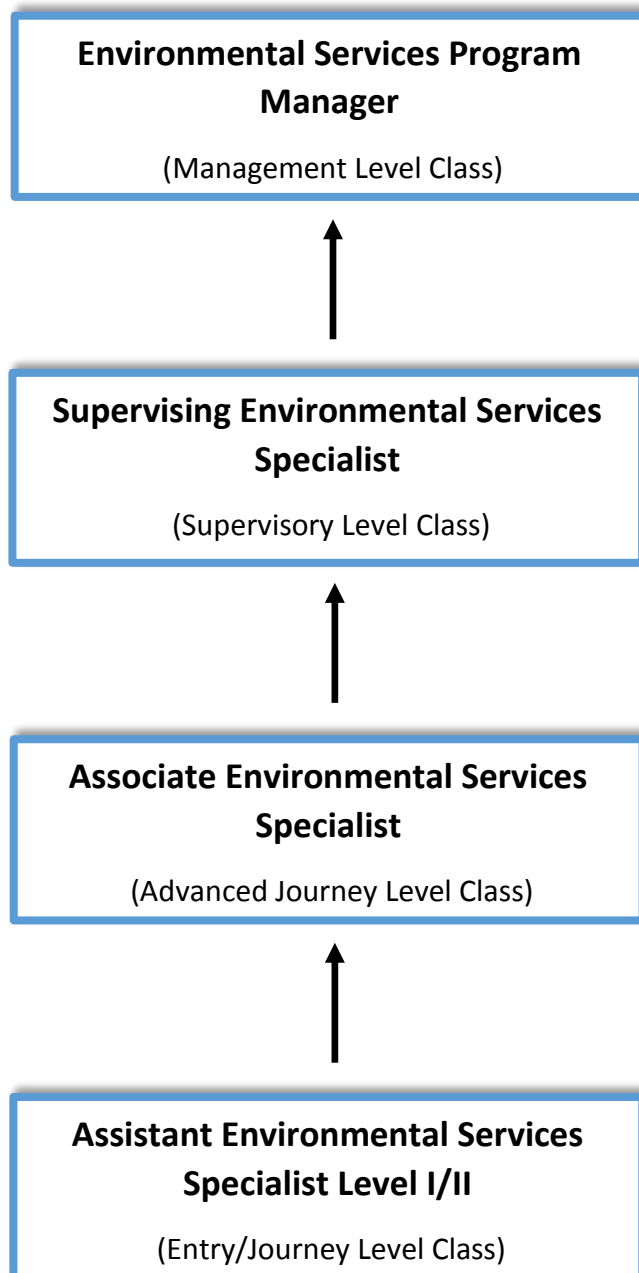 Environmental Services Program
Manager
(Management Level Class)
Supervising Environmental Services
Specialist
(Supervisory Level Class)
Associate Environmental Services
Specialist
(Advanced Journey Level Class)
Assistant Environmental Services
Specialist Level I/II
(Entry/Journey Level Class)